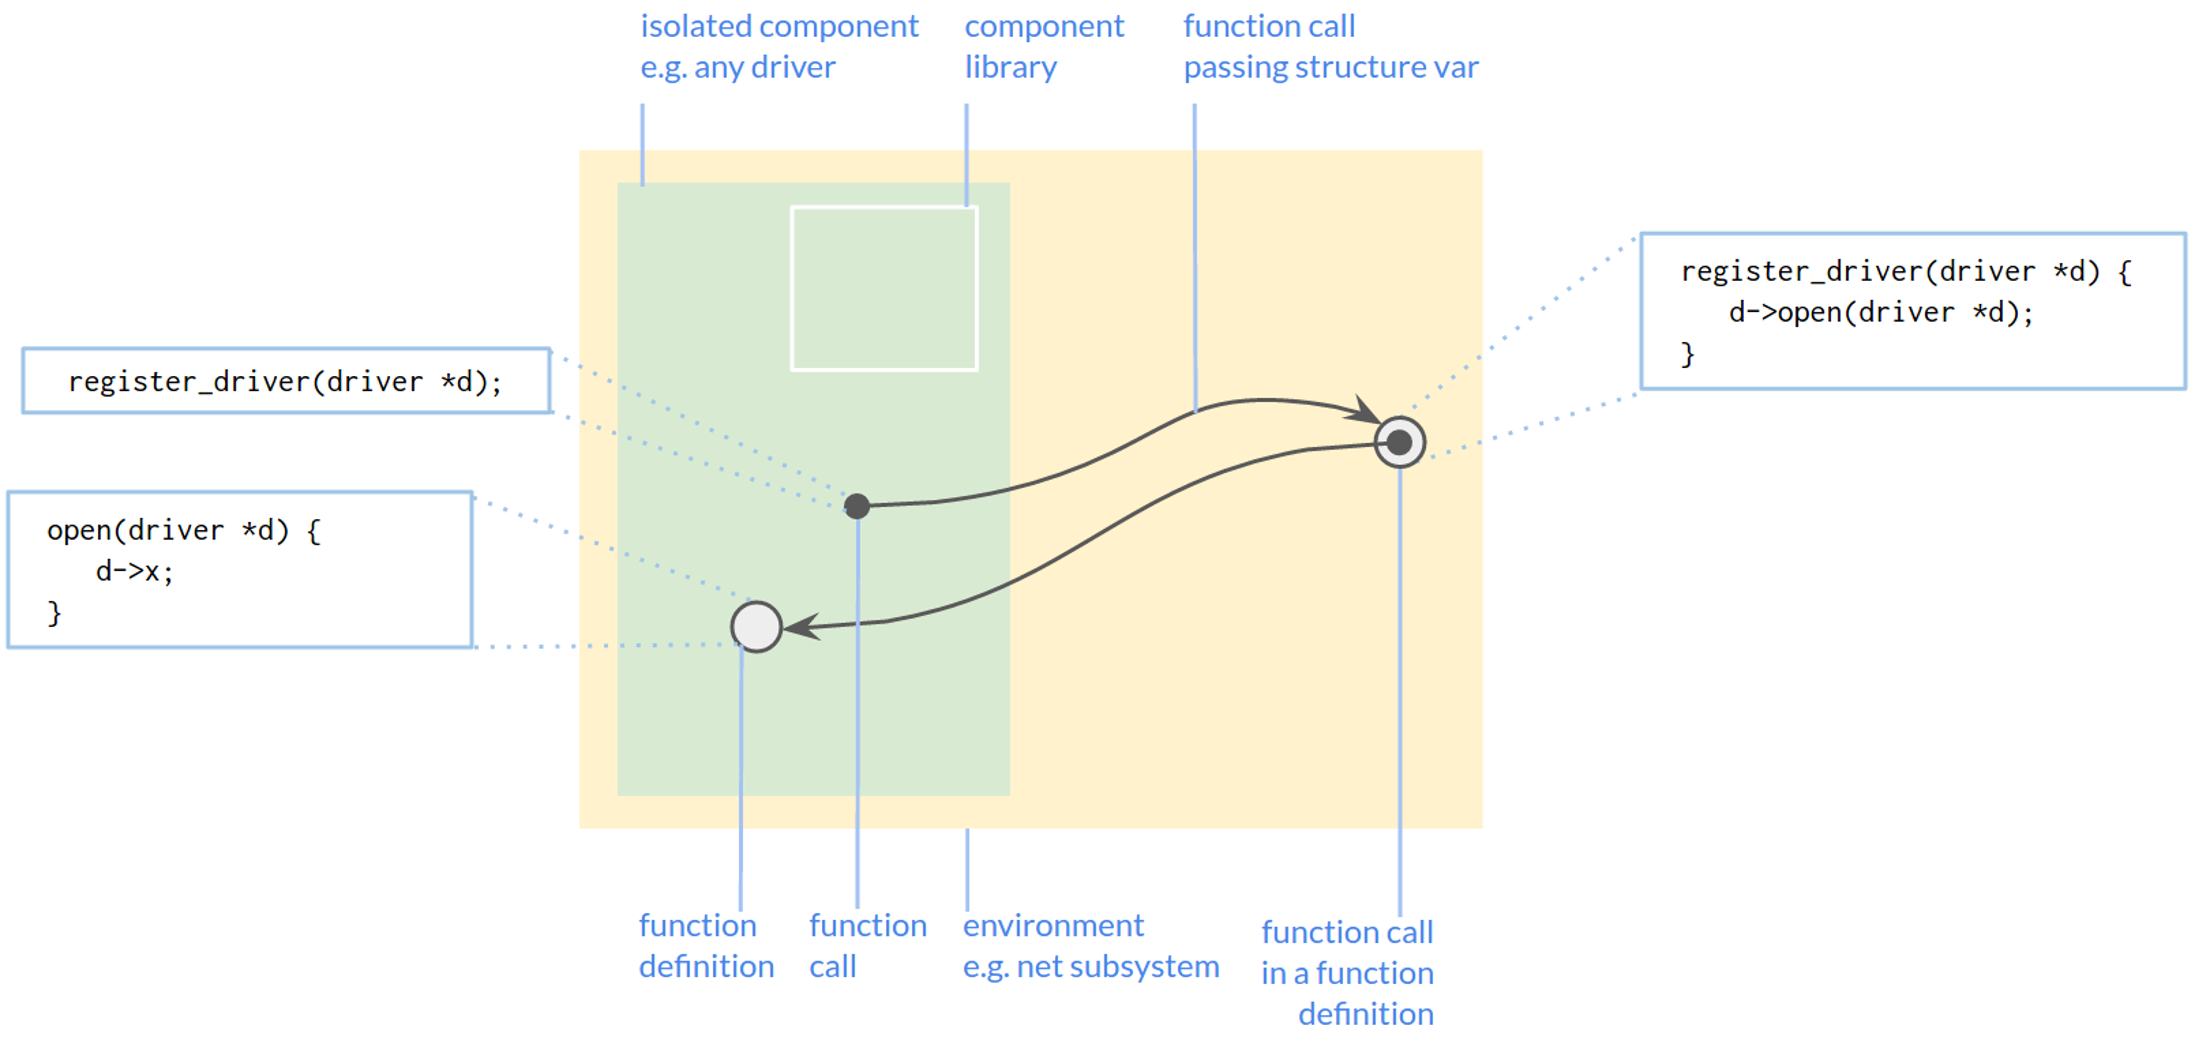 isolated component
e.g. any driver
component
library
function call
passing structure var
register_driver(driver *d) {
d->open(driver *d);
}
register_driver(driver *d);
open(driver *d) {
d->x;
}
function
definition
function
call
environment
e.g. net subsystem
function call
in a function
definition